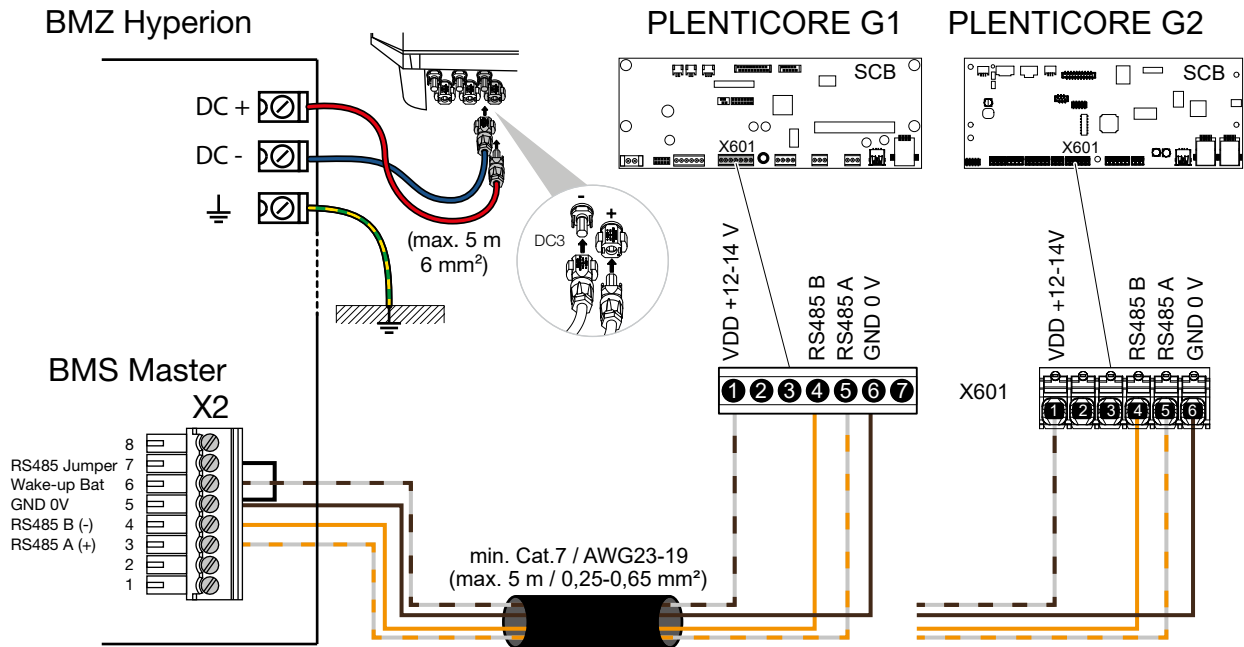 BMZ Hyperion
PLENTICORE G1
PLENTICORE G2
SCB
SCB
DC +
DC -
X601
X601
(max. 5 m
6 mm²)
-
+
DC3
VDD +12-14 V
RS485 B
RS485 A
GND 0 V
VDD +12-14V
RS485 B
RS485 A
GND 0 V
1 2 3 4 5 6 7
X601
1 2 3 4 5 6
BMS Master
X2
8
RS485 Jumper 7
Wake-up Bat 6
GND 0V 5
RS485 B (-) 4
RS485 A (+) 3
2
1
min. Cat.7 / AWG23-19
(max. 5 m / 0,25-0,65 mm²)